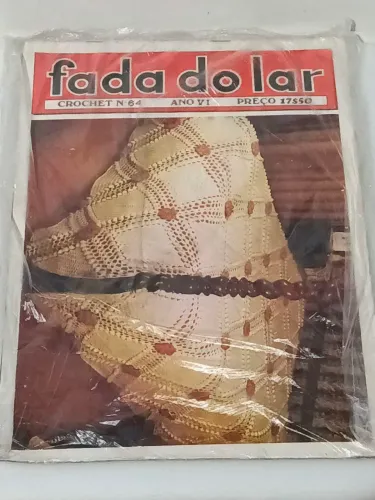 fada do lar
CROCHET N.º 64 ANO VI PREÇO 17$50